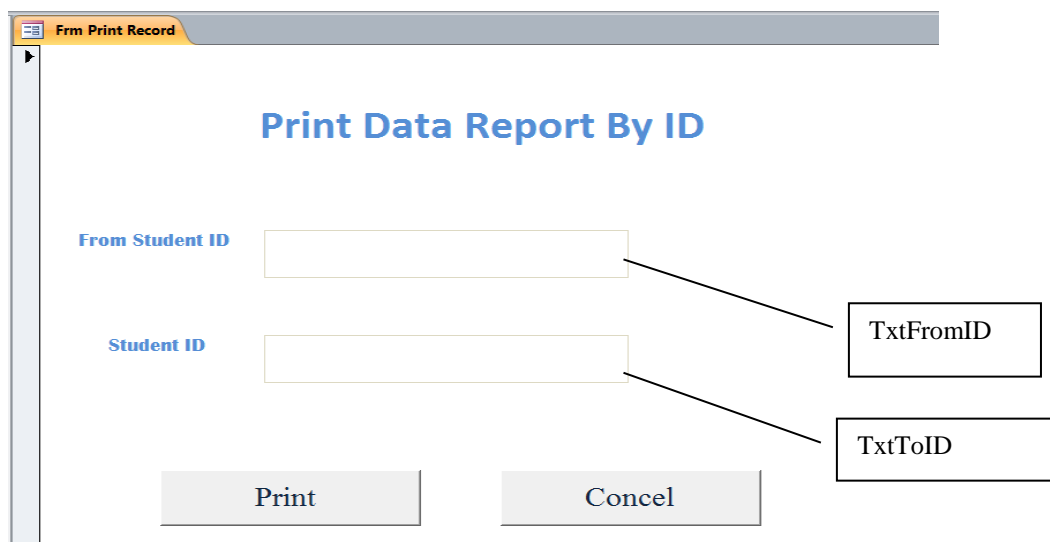 Frm Print Record
Print Data Report By ID
From Student ID
TxtFromID
Student ID
TxtToID
Print
Concel